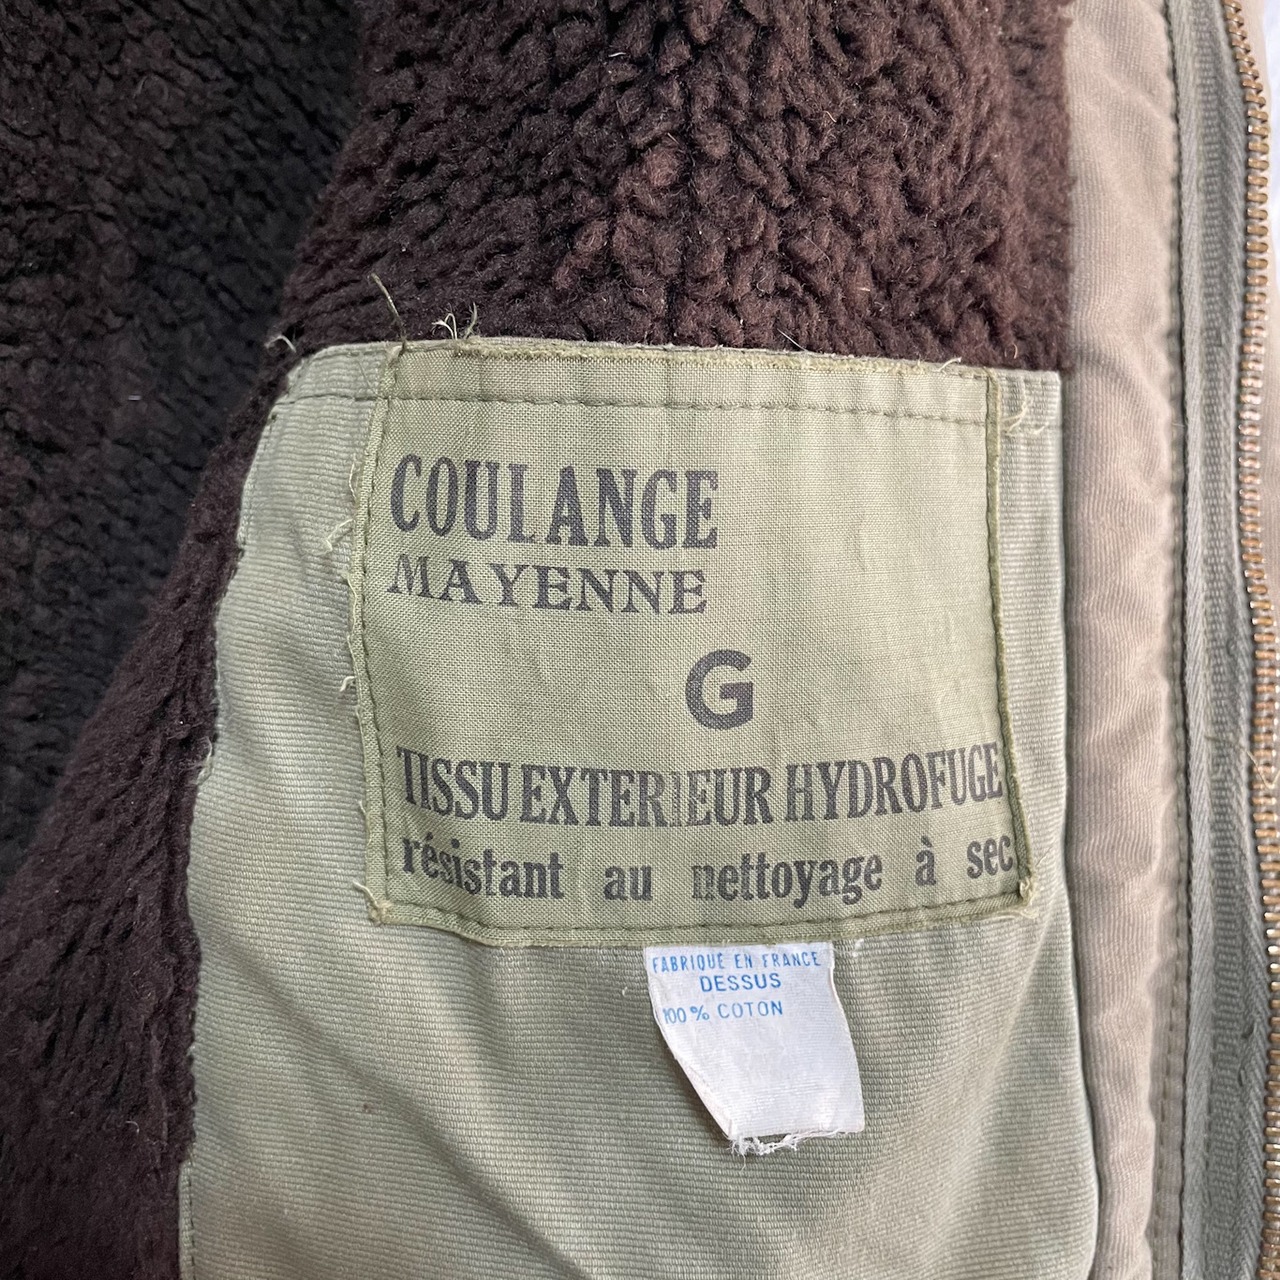 COULANGE
MAYENNE
G
TISSU EXTERIEUR HYDROFUGE
résistant au nettoyage à sec
FABRIQUE EN FRANCE
DESSUS
100% COTON